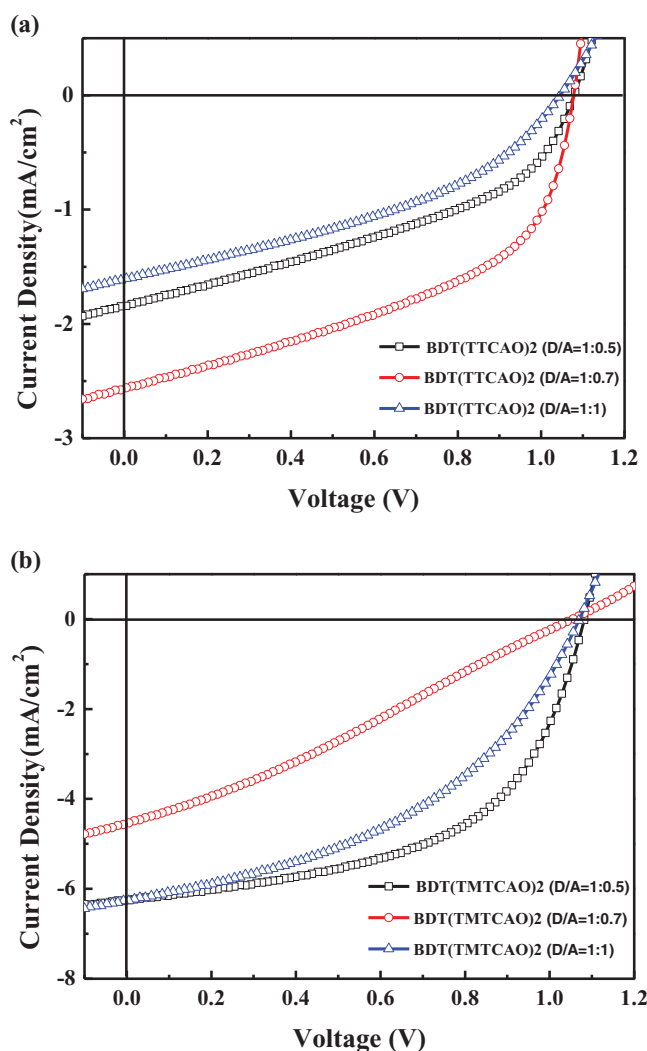 (a)
0
-1
-2
-3
Current Density(mA/cm²)
BDT(TTCAO)2 (D/A=1:0.5)
BDT(TTCAO)2 (D/A=1:0.7)
BDT(TTCAO)2 (D/A=1:1)
0.0 0.2 0.4 0.6 0.8 1.0 1.2
Voltage (V)
(b)
0
-2
-4
-6
-8
Current Density(mA/cm²)
BDT(TMTCAO)2 (D/A=1:0.5)
BDT(TMTCAO)2 (D/A=1:0.7)
BDT(TMTCAO)2 (D/A=1:1)
0.0 0.2 0.4 0.6 0.8 1.0 1.2
Voltage (V)